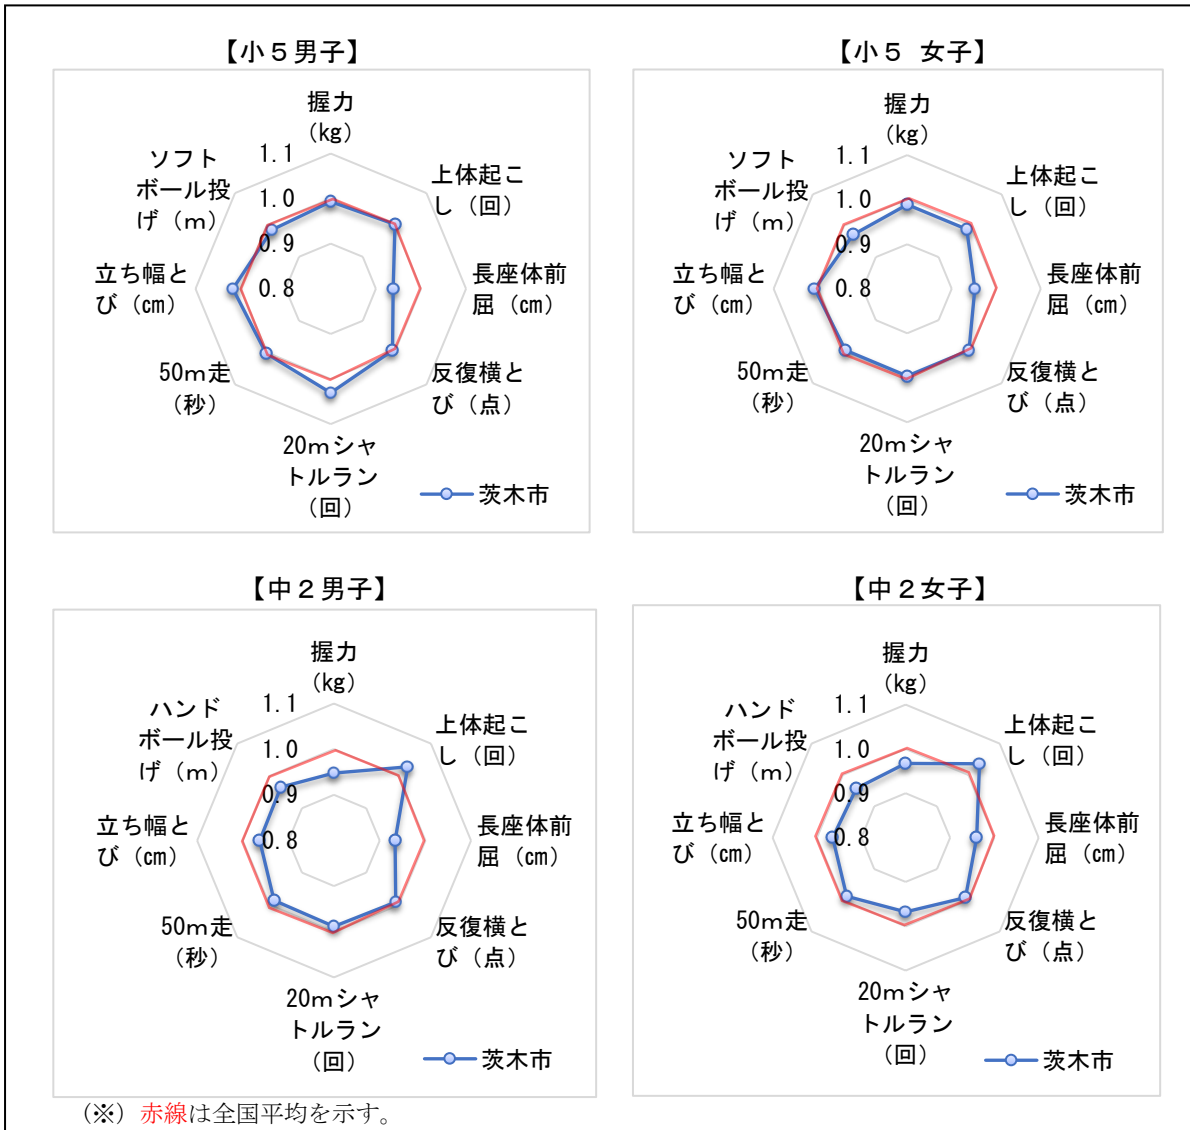 【小５男子】
握力
（kg）
1.1
1.0
0.9
0.8
上体起こ
し（回）
長座体前
屈（㎝）
反復横と
び（点）
20ｍシャ
トルラン
（回）
50ｍ走
（秒）
立ち幅と
び（㎝）
ソフト
ボール投
げ（ｍ）
茨木市
【小５ 女子】
握力
（kg）
1.1
1.0
0.9
0.8
上体起こ
し（回）
長座体前
屈（㎝）
反復横と
び（点）
20ｍシャ
トルラン
（回）
50ｍ走
（秒）
立ち幅と
び（㎝）
ソフト
ボール投
げ（ｍ）
茨木市
【中２男子】
握力
（kg）
1.1
1.0
0.9
0.8
上体起こ
し（回）
長座体前
屈（㎝）
反復横と
び（点）
20ｍシャ
トルラン
（回）
50ｍ走
（秒）
立ち幅と
び（㎝）
ハンド
ボール投
げ（ｍ）
茨木市
【中２女子】
握力
（kg）
1.1
1.0
0.9
0.8
上体起こ
し（回）
長座体前
屈（㎝）
反復横と
び（点）
20ｍシャ
トルラン
（回）
50ｍ走
（秒）
立ち幅と
び（㎝）
ハンド
ボール投
げ（ｍ）
茨木市
（※）赤線は全国平均を示す。